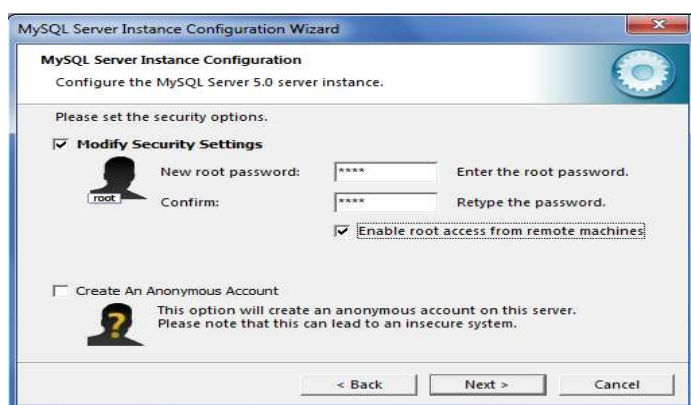 MySQL Server Instance Configuration Wizard
MySQL Server Instance Configuration
Configure the MySQL Server 5.0 server instance.
Please set the security options.
Modify Security Settings
New root password: **** Enter the root password.
root
Confirm: **** Retype the password.
Enable root access from remote machines
Create An Anonymous Account
This option will create an anonymous account on this server.
Please note that this can lead to an insecure system.
< Back Next > Cancel